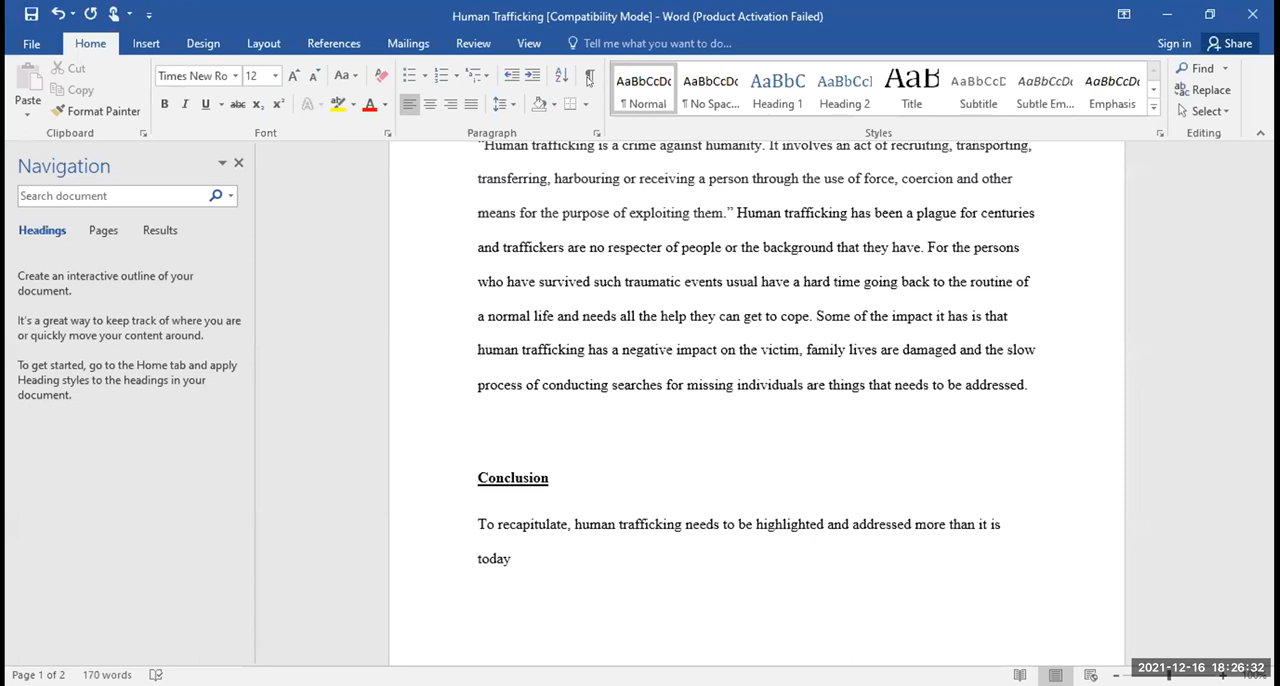 Human Trafficking [Compatibility Mode] - Word (Product Activation Failed)
File Home Insert Design Layout References Mailings Review View Tell me what you want to do... Sign in Share
Paste Cut Copy Format Painter
Times New Ro 12 Aa
B I U abc x₂ x²
AaBbCcDc AaBbCcDc AaBbC AaBbCcI AaB AaBbCcD AaBbCcDc AaBbCcDc
¶ Normal ¶ No Spac... Heading 1 Heading 2 Title Subtitle Subtle Em... Emphasis
Find
Replace
Select
Clipboard Font Paragraph Styles Editing
Navigation
Search document
Headings Pages Results
Create an interactive outline of your
document.
It's a great way to keep track of where you are
or quickly move your content around.
To get started, go to the Home tab and apply
Heading styles to the headings in your
document.
"Human trafficking is a crime against humanity. It involves an act of recruiting, transporting,
transferring, harbouring or receiving a person through the use of force, coercion and other
means for the purpose of exploiting them.” Human trafficking has been a plague for centuries
and traffickers are no respecter of people or the background that they have. For the persons
who have survived such traumatic events usual have a hard time going back to the routine of
a normal life and needs all the help they can get to cope. Some of the impact it has is that
human trafficking has a negative impact on the victim, family lives are damaged and the slow
process of conducting searches for missing individuals are things that needs to be addressed.
Conclusion
To recapitulate, human trafficking needs to be highlighted and addressed more than it is
today
Page 1 of 2 170 words
2021-12-16 18:26:32
100%